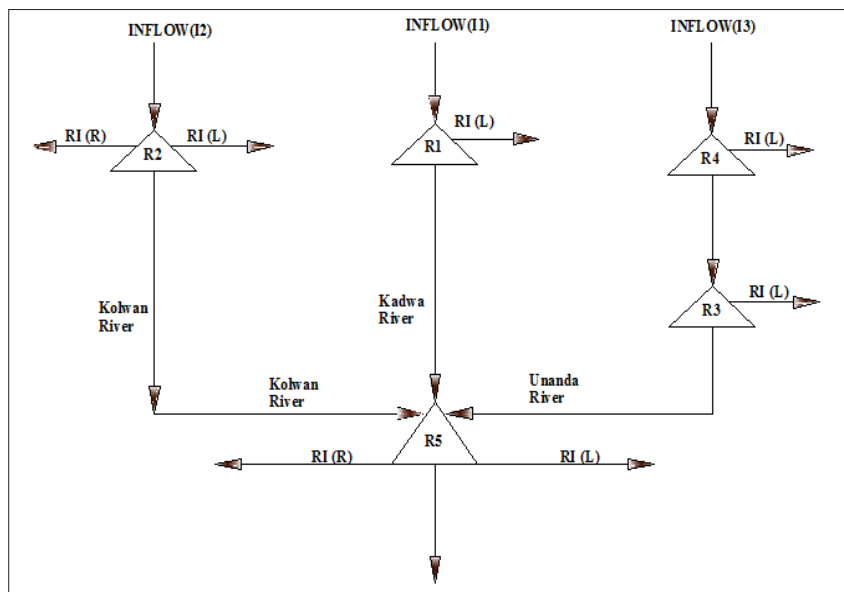 INFLOW(I2)
INFLOW(I1)
INFLOW(I3)
RI (R)
RI (L)
R2
RI (L)
R1
RI (L)
R4
RI (L)
R3
Kolwan
River
Kadwa
River
Kolwan
River
Unanda
River
R5
RI (R)
RI (L)